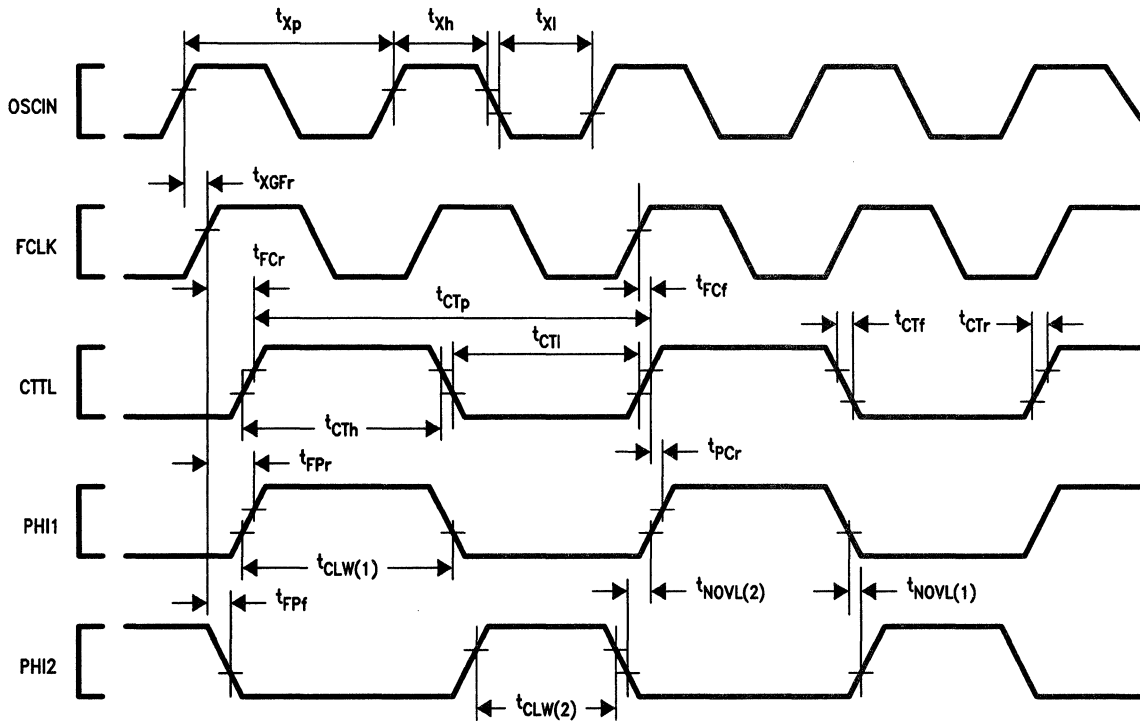 tXp
tXh
tXl
OSCIN
tXGFr
FCLK
tFCr
tFCf
tCTp
tCTf
tCTr
tCTl
CTTL
tCTh
tPCr
tFPr
PHI1
tCLW(1)
tNOVL(2)
tNOVL(1)
tFPf
PHI2
tCLW(2)